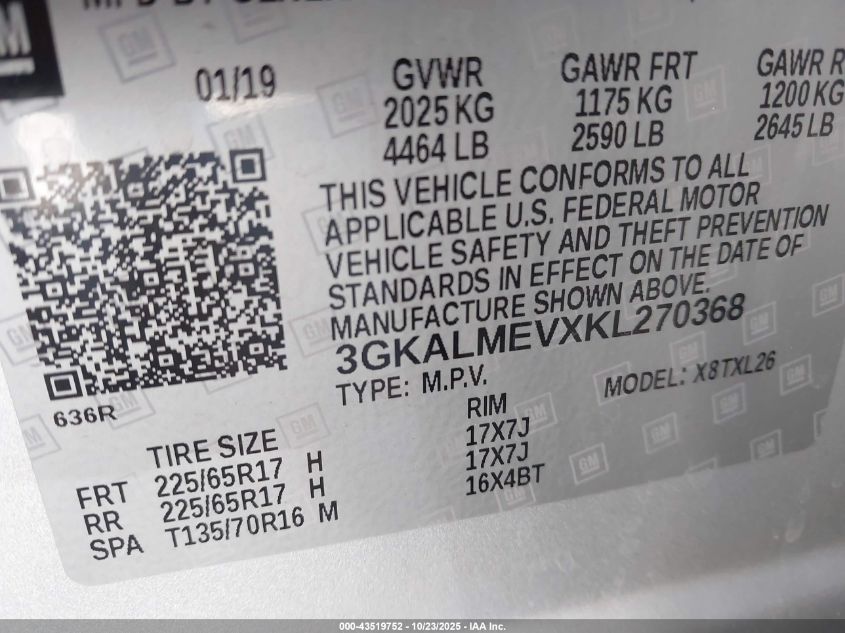 GM
01/19
GVWR
2025 KG
4464 LB
GAWR FRT
1175 KG
2590 LB
GAWR R
1200 KG
2645 LB
THIS VEHICLE CONFORMS TO ALL
APPLICABLE U.S. FEDERAL MOTOR
VEHICLE SAFETY AND THEFT PREVENTION
STANDARDS IN EFFECT ON THE DATE OF
MANUFACTURE SHOWN ABOVE.
3GKALMEVXKL270368
TYPE: M.P.V.
MODEL: X8TXL26
636R
TIRE SIZE
RIM
FRT 225/65R17 H 17X7J
RR 225/65R17 H 17X7J
SPA T135/70R16 M 16X4BT
000-43519752 - 10/23/2025 - IAA Inc.